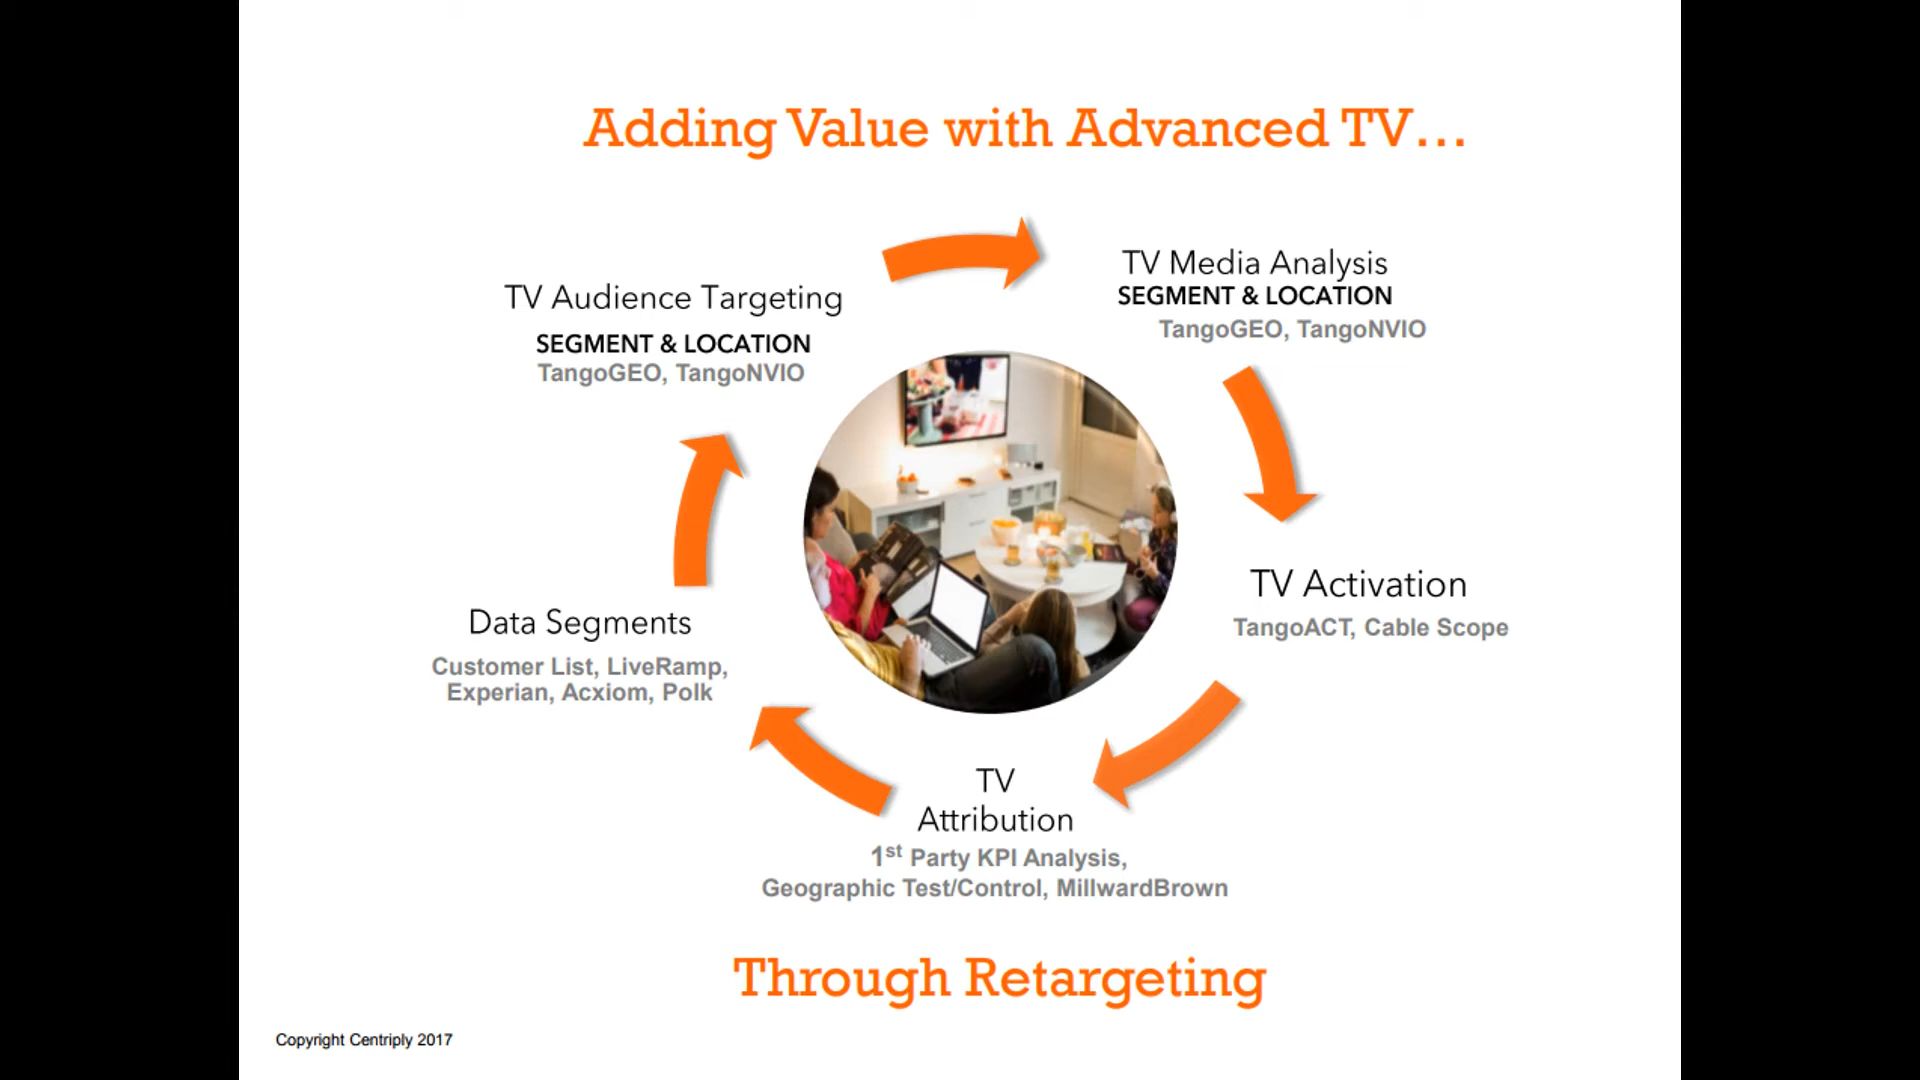 Adding Value with Advanced TV...
TV Audience Targeting
SEGMENT & LOCATION
TangoGEO, TangoNVIO
TV Media Analysis
SEGMENT & LOCATION
TangoGEO, TangoNVIO
TV Activation
TangoACT, Cable Scope
TV
Attribution
1st Party KPI Analysis,
Geographic Test/Control, MillwardBrown
Data Segments
Customer List, LiveRamp,
Experian, Acxiom, Polk
Through Retargeting
Copyright Centriply 2017